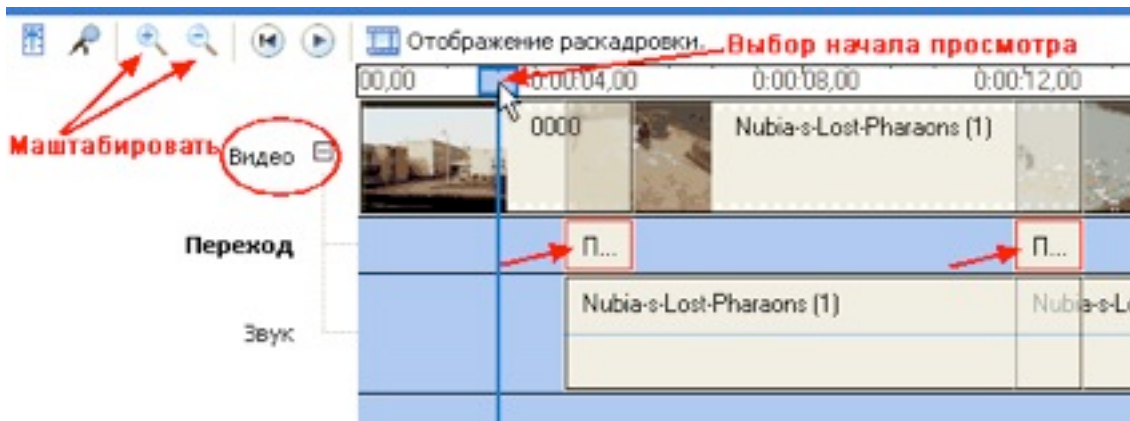 Отображение раскадровки.
Выбор начала просмотра
00,00 0:00:04,00 0:00:08,00 0:00:12,00
Маштабировать
Видео
0000
Nubia-s-Lost-Pharaons (1)
Переход
П...
П...
Звук
Nubia-s-Lost-Pharaons (1)
Nubia-s-L